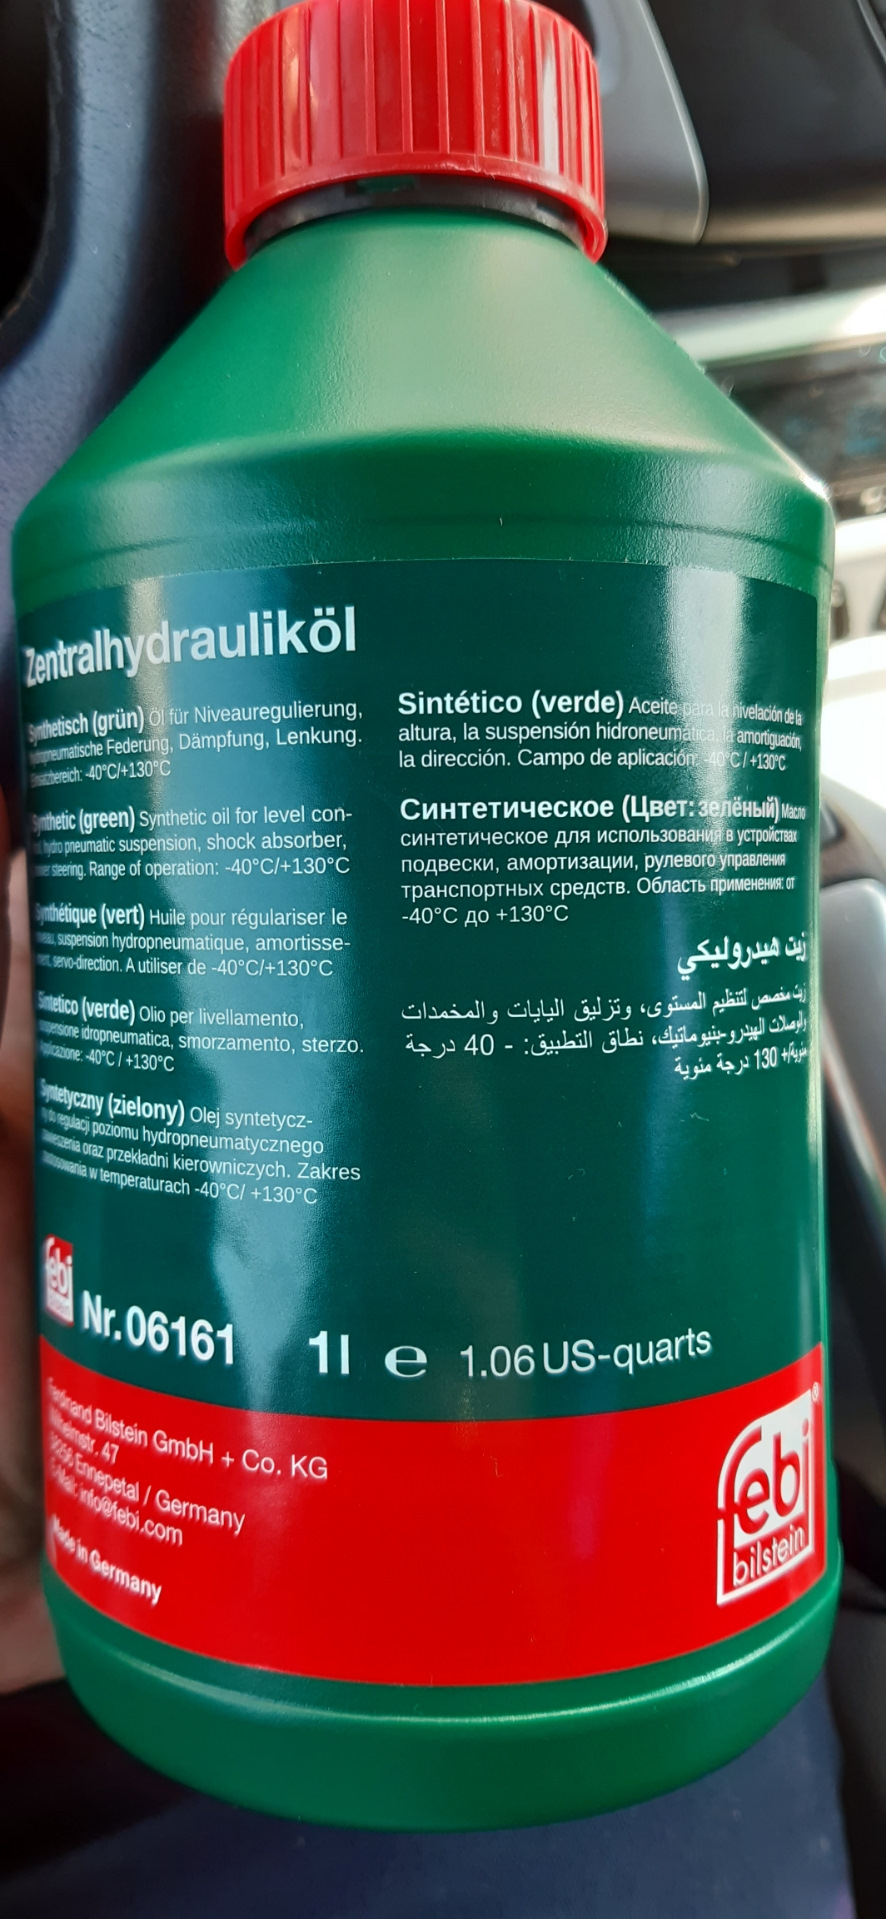 Zentralhydrauliköl
Synthetisch (grün) Öl für Niveauregulierung,
hydropneumatische Federung, Dämpfung, Lenkung.
Einsatzbereich: -40°C/+130°C
Synthetic (green) Synthetic oil for level con-
trol, hydro pneumatic suspension, shock absorber,
power steering. Range of operation: -40°C/+130°C
Synthétique (vert) Huile pour régulariser le
niveau, suspension hydropneumatique, amortisse-
ment, servo-direction. A utiliser de -40°C/+130°C
Sintetico (verde) Olio per livellamento,
sospensione idropneumatica, smorzamento, sterzo.
Applicazione: -40°C / +130°C
Syntetyczny (zielony) Olej syntetycz-
ny do regulacji poziomu hydropneumatycznego
zawieszenia oraz przekładni kierowniczych. Zakres
zastosowania w temperaturach -40°C/ +130°C
Sintético (verde) Aceite para la nivelación de la
altura, la suspensión hidroneumática, la amortiguación,
la dirección. Campo de aplicación: -40°C / +130°C
Синтетическое (Цвет: зелёный) Масло
синтетическое для использования в устройствах
подвески, амортизации, рулевого управления
транспортных средств. Область применения: от
-40°C до +130°C
زيت هيدروليكي
زيت مخصص لتنظيم المستوى، وتزليق اليايات والمخمدات
والوصلات الهيدرو-بنيوماتيك، نطاق التطبيق: - 40 درجة
مئوية/+ 130 درجة مئوية
febi
bilstein
Nr. 06161 1l e 1.06 US-quarts
Ferdinand Bilstein GmbH + Co. KG
Wilhelmstr. 47
58256 Ennepetal / Germany
E-Mail: info@febi.com
Made in Germany
febi®
bilstein